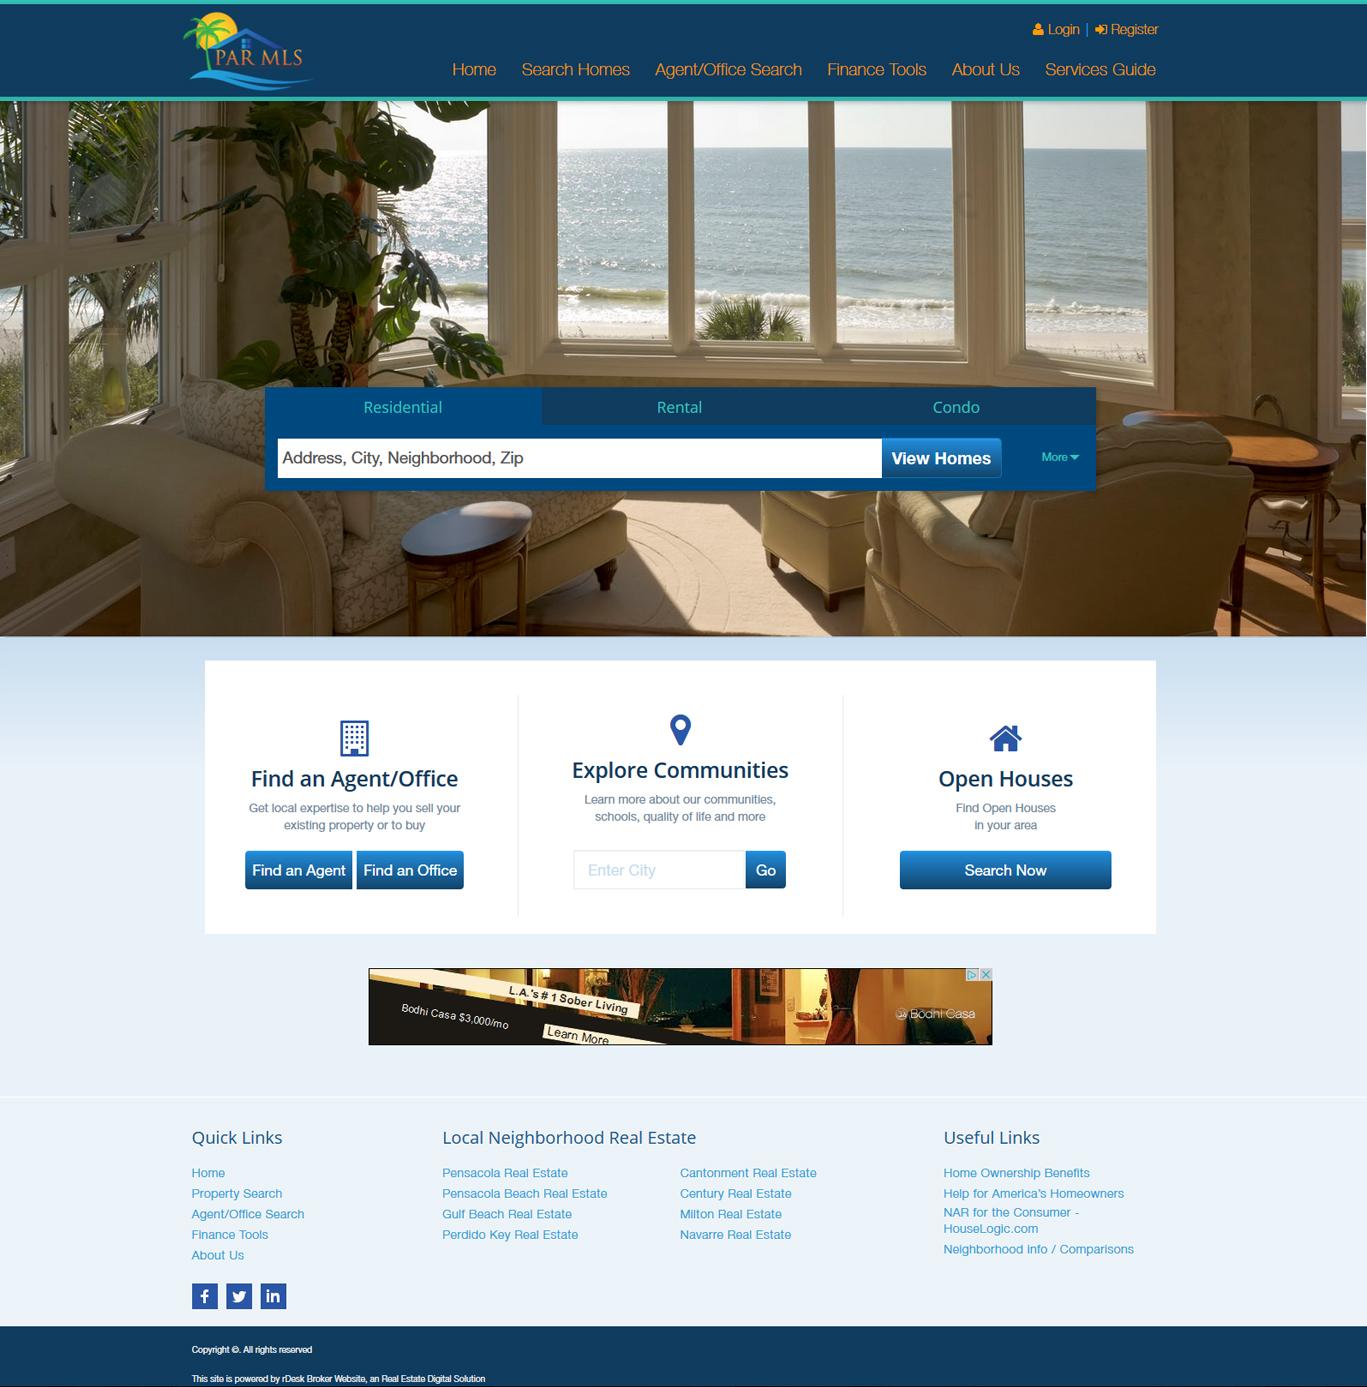 PAR MLS
Login | Register
Home Search Homes Agent/Office Search Finance Tools About Us Services Guide
Residential Rental Condo
Address, City, Neighborhood, Zip View Homes More
Find an Agent/Office
Get local expertise to help you sell your
existing property or to buy
Find an Agent Find an Office
Explore Communities
Learn more about our communities,
schools, quality of life and more
Enter City Go
Open Houses
Find Open Houses
in your area
Search Now
L.A.'s # 1 Sober Living
Bodhi Casa $3,000/mo
Learn More
Bodhi Casa
Quick Links
Home
Property Search
Agent/Office Search
Finance Tools
About Us
Local Neighborhood Real Estate
Pensacola Real Estate
Pensacola Beach Real Estate
Gulf Beach Real Estate
Perdido Key Real Estate
Cantonment Real Estate
Century Real Estate
Milton Real Estate
Navarre Real Estate
Useful Links
Home Ownership Benefits
Help for America's Homeowners
NAR for the Consumer -
HouseLogic.com
Neighborhood Info / Comparisons
Copyright ©. All rights reserved
This site is powered by rDesk Broker Website, an Real Estate Digital Solution